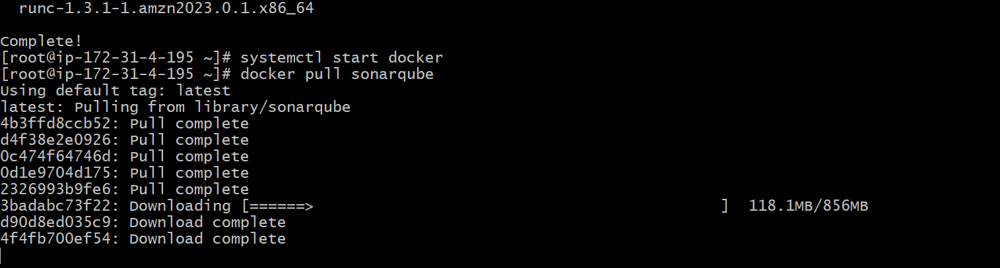 runc-1.3.1-1.amzn2023.0.1.x86_64
Complete!
[root@ip-172-31-4-195 ~]# systemctl start docker
[root@ip-172-31-4-195 ~]# docker pull sonarqube
Using default tag: latest
latest: Pulling from library/sonarqube
4b3ffd8ccb52: Pull complete
d4f38e2e0926: Pull complete
0c474f64746d: Pull complete
0d1e9704d175: Pull complete
2326993b9fe6: Pull complete
3badabc73f22: Downloading [======>                                            ]  118.1MB/856MB
d90d8ed035c9: Download complete
4f4fb700ef54: Download complete